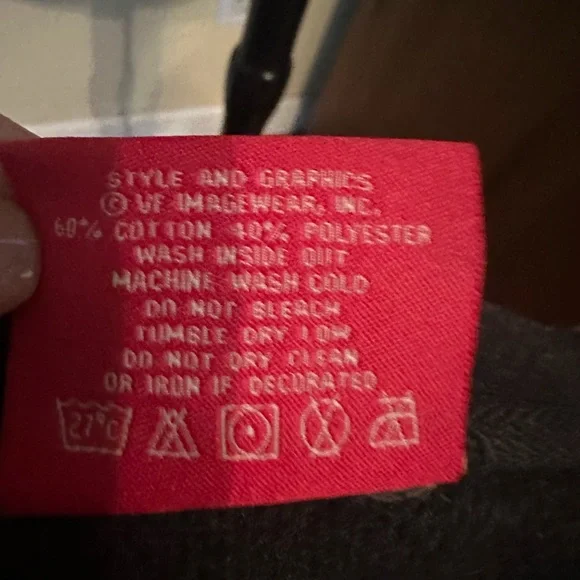 STYLE AND GRAPHICS
© VF IMAGEWEAR, INC.
60% COTTON 40% POLYESTER
WASH INSIDE OUT
MACHINE WASH COLD
DO NOT BLEACH
TUMBLE DRY LOW
DO NOT DRY CLEAN
OR IRON IF DECORATED
27°C